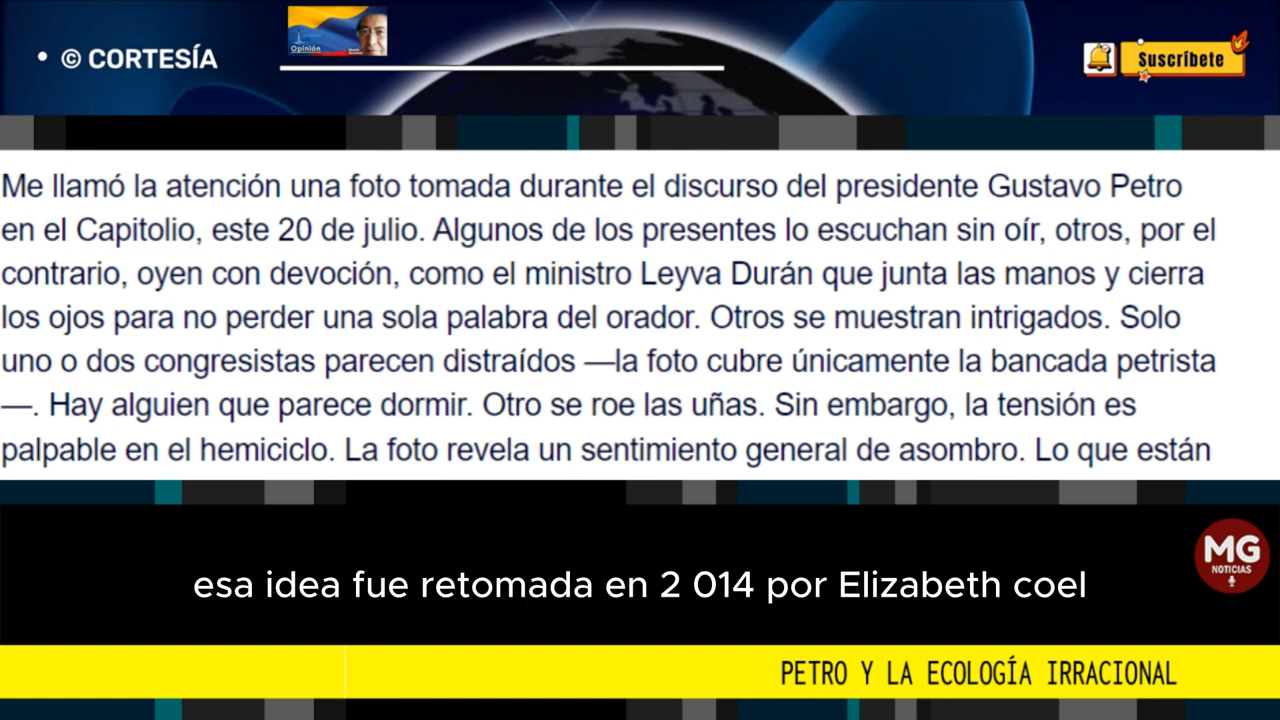 • © CORTESÍA
Opinión
Suscríbete
Me llamó la atención una foto tomada durante el discurso del presidente Gustavo Petro
en el Capitolio, este 20 de julio. Algunos de los presentes lo escuchan sin oír, otros, por el
contrario, oyen con devoción, como el ministro Leyva Durán que junta las manos y cierra
los ojos para no perder una sola palabra del orador. Otros se muestran intrigados. Solo
uno o dos congresistas parecen distraídos —la foto cubre únicamente la bancada petrista
—. Hay alguien que parece dormir. Otro se roe las uñas. Sin embargo, la tensión es
palpable en el hemiciclo. La foto revela un sentimiento general de asombro. Lo que están
esa idea fue retomada en 2 014 por Elizabeth coel
MG
NOTICIAS
PETRO Y LA ECOLOGÍA IRRACIONAL